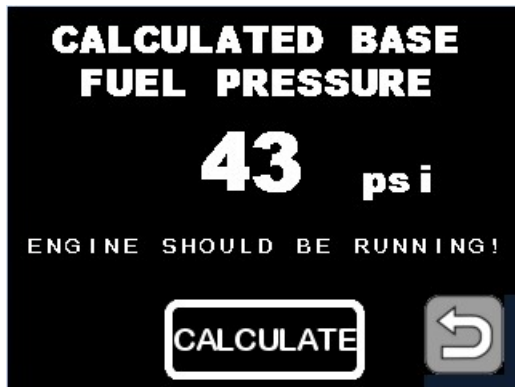 CALCULATED BASE
FUEL PRESSURE
43 psi
ENGINE SHOULD BE RUNNING!
CALCULATE